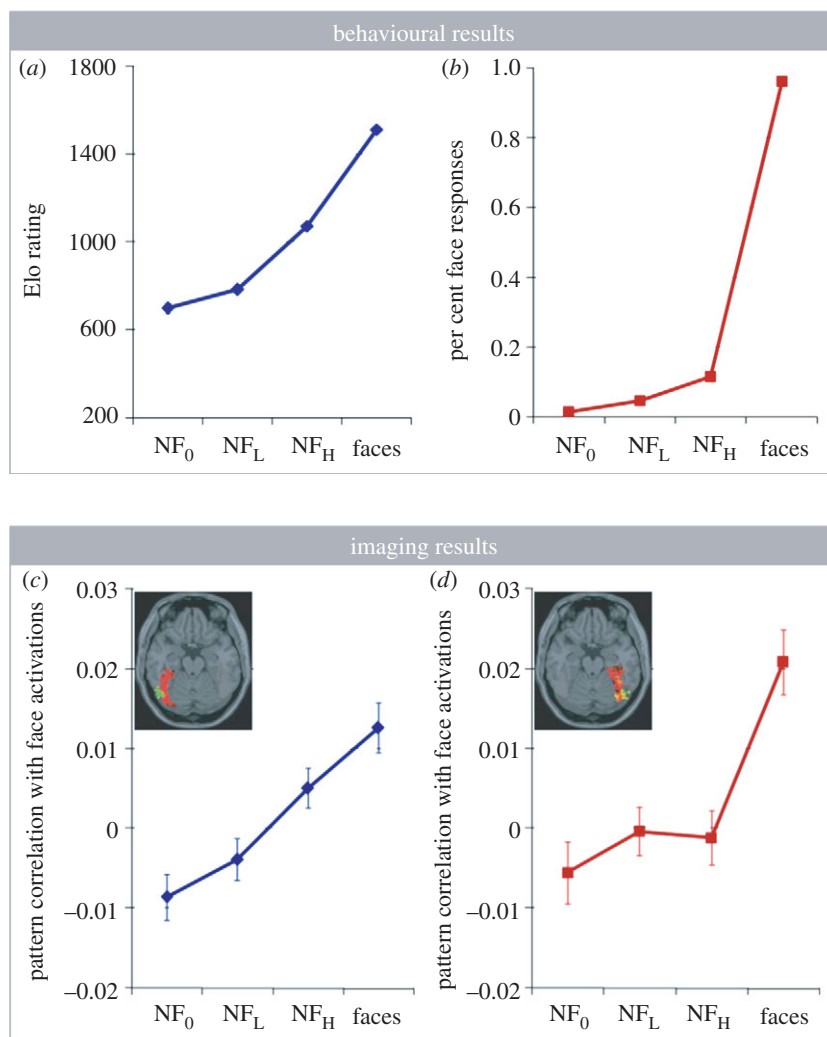 behavioural results
(a)
1800
1400
1000
600
200
Elo rating
NF0 NFL NFH faces
(b)
1.0
0.8
0.6
0.4
0.2
0
per cent face responses
NF0 NFL NFH faces
imaging results
(c)
0.03
0.02
0.01
0
–0.01
–0.02
pattern correlation with face activations
NF0 NFL NFH faces
(d)
0.03
0.02
0.01
0
–0.01
–0.02
pattern correlation with face activations
NF0 NFL NFH faces